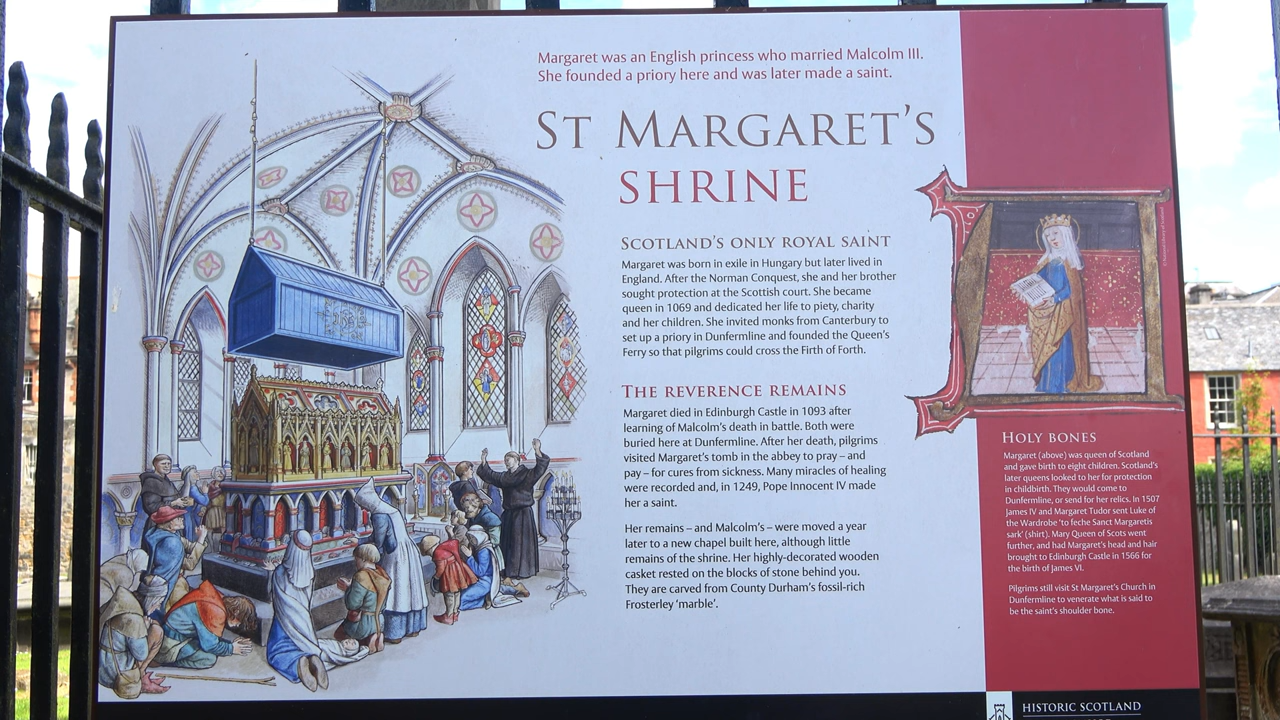 Margaret was an English princess who married Malcolm III.
She founded a priory here and was later made a saint.
ST MARGARET'S
SHRINE
SCOTLAND'S ONLY ROYAL SAINT
Margaret was born in exile in Hungary but later lived in
England. After the Norman Conquest, she and her brother
sought protection at the Scottish court. She became
queen in 1069 and dedicated her life to piety, charity
and her children. She invited monks from Canterbury to
set up a priory in Dunfermline and founded the Queen's
Ferry so that pilgrims could cross the Firth of Forth.
THE REVERENCE REMAINS
Margaret died in Edinburgh Castle in 1093 after
learning of Malcolm's death in battle. Both were
buried here at Dunfermline. After her death, pilgrims
visited Margaret's tomb in the abbey to pray – and
pay – for cures from sickness. Many miracles of healing
were recorded and, in 1249, Pope Innocent IV made
her a saint.
Her remains – and Malcolm's – were moved a year
later to a new chapel built here, although little
remains of the shrine. Her highly-decorated wooden
casket rested on the blocks of stone behind you.
They are carved from County Durham's fossil-rich
Frosterley 'marble'.
HOLY BONES
Margaret (above) was queen of Scotland
and gave birth to eight children. Scotland's
later queens looked to her for protection
in childbirth. They would come to
Dunfermline, or send for her relics. In 1507
James IV and Margaret Tudor sent Luke of
the Wardrobe 'to feche Sanct Margaretis
sark' (shirt). Mary Queen of Scots went
further, and had Margaret's head and hair
brought to Edinburgh Castle in 1566 for
the birth of James VI.
Pilgrims still visit St Margaret's Church in
Dunfermline to venerate what is said to
be the saint's shoulder bone.
HISTORIC SCOTLAND